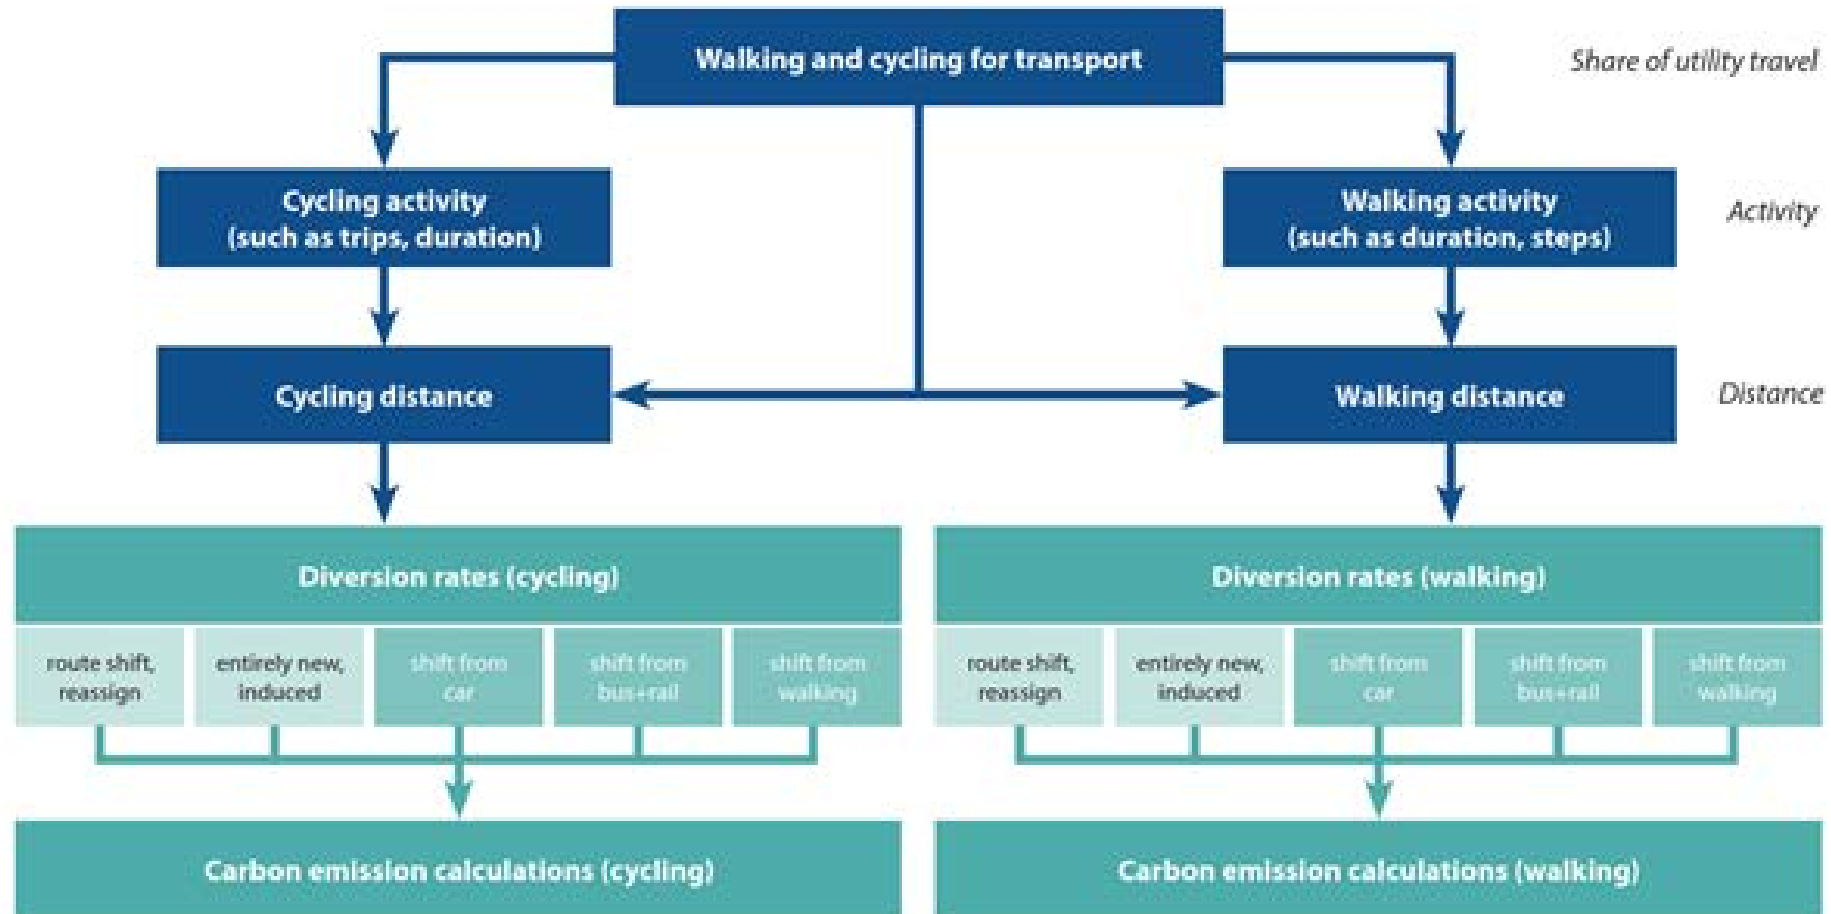 Walking and cycling for transport
Share of utility travel
Cycling activity
(such as trips, duration)
Walking activity
(such as duration, steps)
Activity
Cycling distance
Walking distance
Distance
Diversion rates (cycling)
route shift,
reassign
entirely new,
induced
shift from
car
shift from
bus+rail
shift from
walking
Diversion rates (walking)
route shift,
reassign
entirely new,
induced
shift from
car
shift from
bus+rail
shift from
walking
Carbon emission calculations (cycling)
Carbon emission calculations (walking)